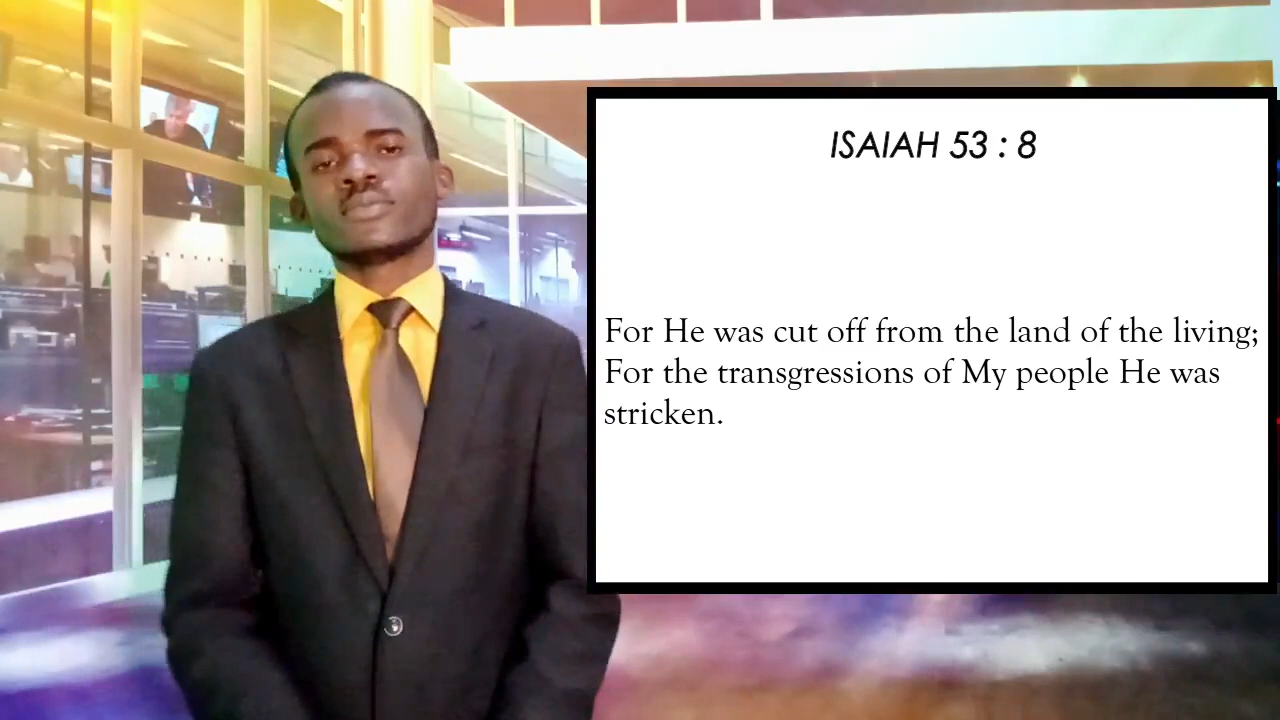 ISAIAH 53 : 8
For He was cut off from the land of the living;
For the transgressions of My people He was
stricken.